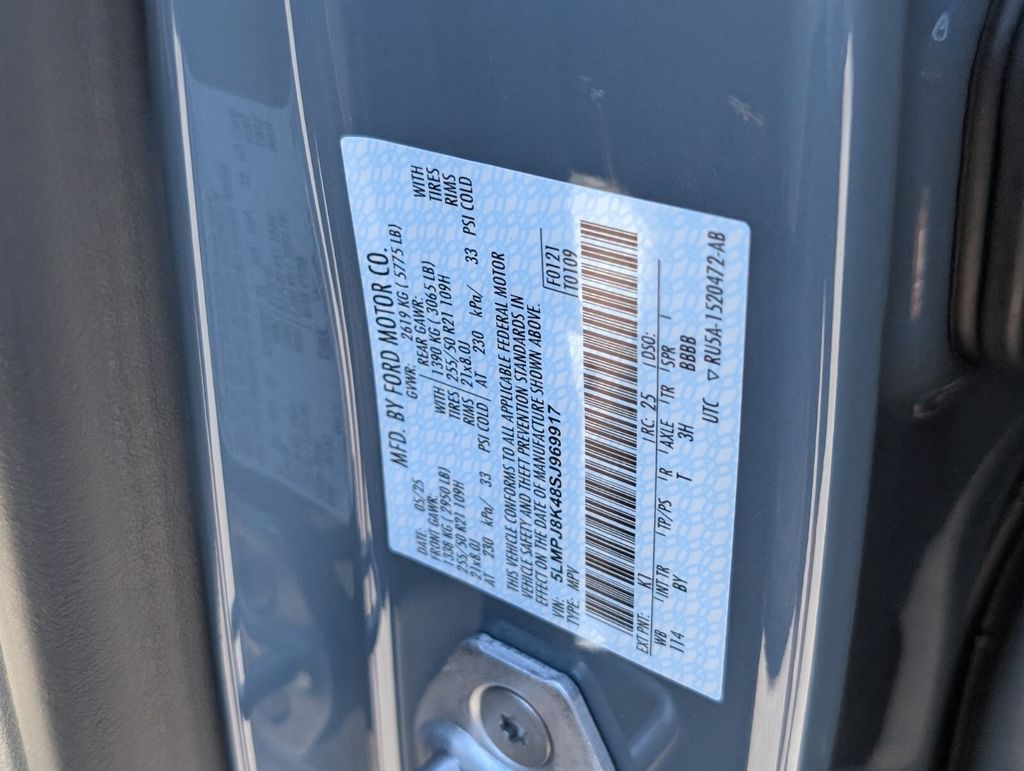 MFD. BY FORD MOTOR CO.
DATE: 05/25 GVWR: 2619 KG ( 5775 LB)
FRONT GAWR: REAR GAWR:
1338 KG ( 2950 LB) WITH 1390 KG ( 3065 LB) WITH
255/50 R21 109H TIRES 255/50 R21 109H TIRES
21x8.0J RIMS 21x8.0J RIMS
AT 230 kPa/ 33 PSI COLD AT 230 kPa/ 33 PSI COLD
THIS VEHICLE CONFORMS TO ALL APPLICABLE FEDERAL MOTOR
VEHICLE SAFETY AND THEFT PREVENTION STANDARDS IN
EFFECT ON THE DATE OF MANUFACTURE SHOWN ABOVE.
VIN: 5LMPJ8K48SJ969917 F0121
TYPE: MPV T0109
EXT PNT: KJ RC: 25 DSO:
WB INT TR TP/PS R AXLE TR SPR
114 BY T 3H BBBB
UTC ▽ RU5A-1520472-AB